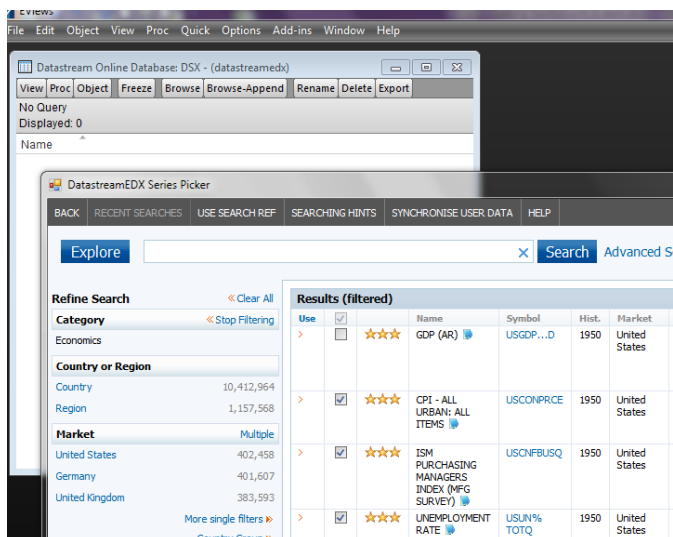 EViews
File Edit Object View Proc Quick Options Add-ins Window Help
Datastream Online Database: DSX - (datastreamedx)
View Proc Object Freeze Browse Browse-Append Rename Delete Export
No Query
Displayed: 0
Name
DatastreamEDX Series Picker
BACK RECENT SEARCHES USE SEARCH REF SEARCHING HINTS SYNCHRONISE USER DATA HELP
Explore Search Advanced S
Refine Search «Clear All
Category «Stop Filtering
Economics
Country or Region
Country 10,412,964
Region 1,157,568
Market Multiple
United States 402,458
Germany 401,607
United Kingdom 383,593
More single filters »
Country Group »
Results (filtered)
Use Name Symbol Hist. Market
GDP (AR) USGDP...D 1950 United
States
CPI - ALL USCONPRCE 1950 United
URBAN: ALL States
ITEMS
ISM USCNFBUSQ 1950 United
PURCHASING States
MANAGERS
INDEX (MFG
SURVEY)
UNEMPLOYMENT USUN% 1950 United
RATE TOTQ States